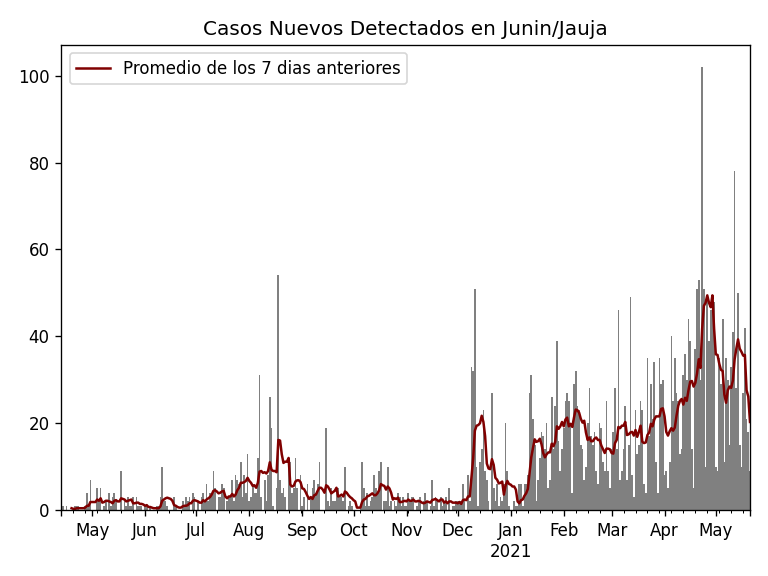 Casos Nuevos Detectados en Junin/Jauja
Promedio de los 7 dias anteriores
100
80
60
40
20
0
May Jun Jul Aug Sep Oct Nov Dec Jan Feb Mar Apr May
2021